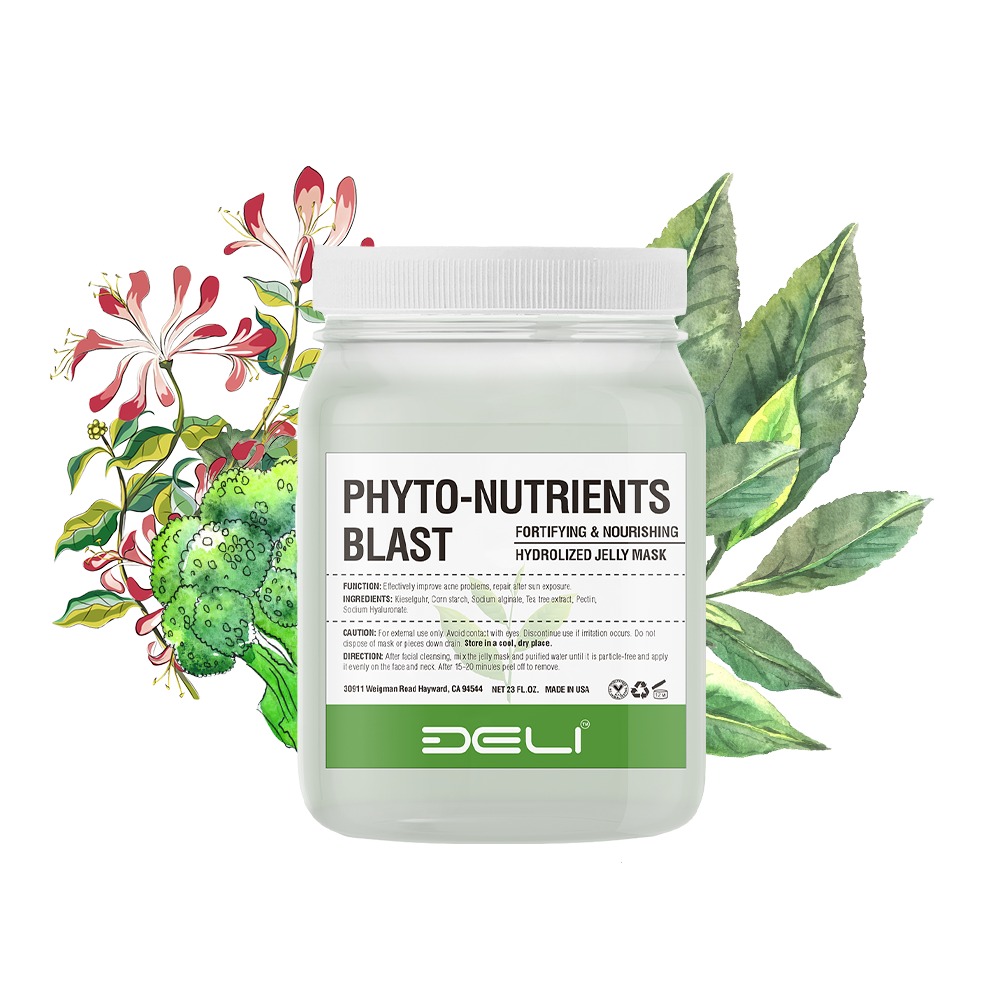 PHYTO-NUTRIENTS
BLAST
FORTIFYING & NOURISHING
HYDROLIZED JELLY MASK
FUNCTION: Effectively improve acne problems, repair after sun exposure.
INGREDIENTS: Kieselguhr, Corn starch, Sodium alginate, Tea tree extract, Pectin,
Sodium Hyaluronate.
CAUTION: For external use only. Avoid contact with eyes. Discontinue use if irritation occurs. Do not
dispose of mask or pieces down drain. Store in a cool, dry place.
DIRECTION: After facial cleansing, mix the jelly mask and purified water until it is particle-free and apply
it evenly on the face and neck. After 15-20 minutes peel off to remove.
30911 Weigman Road Hayward, CA 94544 NET 23 FL.OZ. MADE IN USA
DELI TM